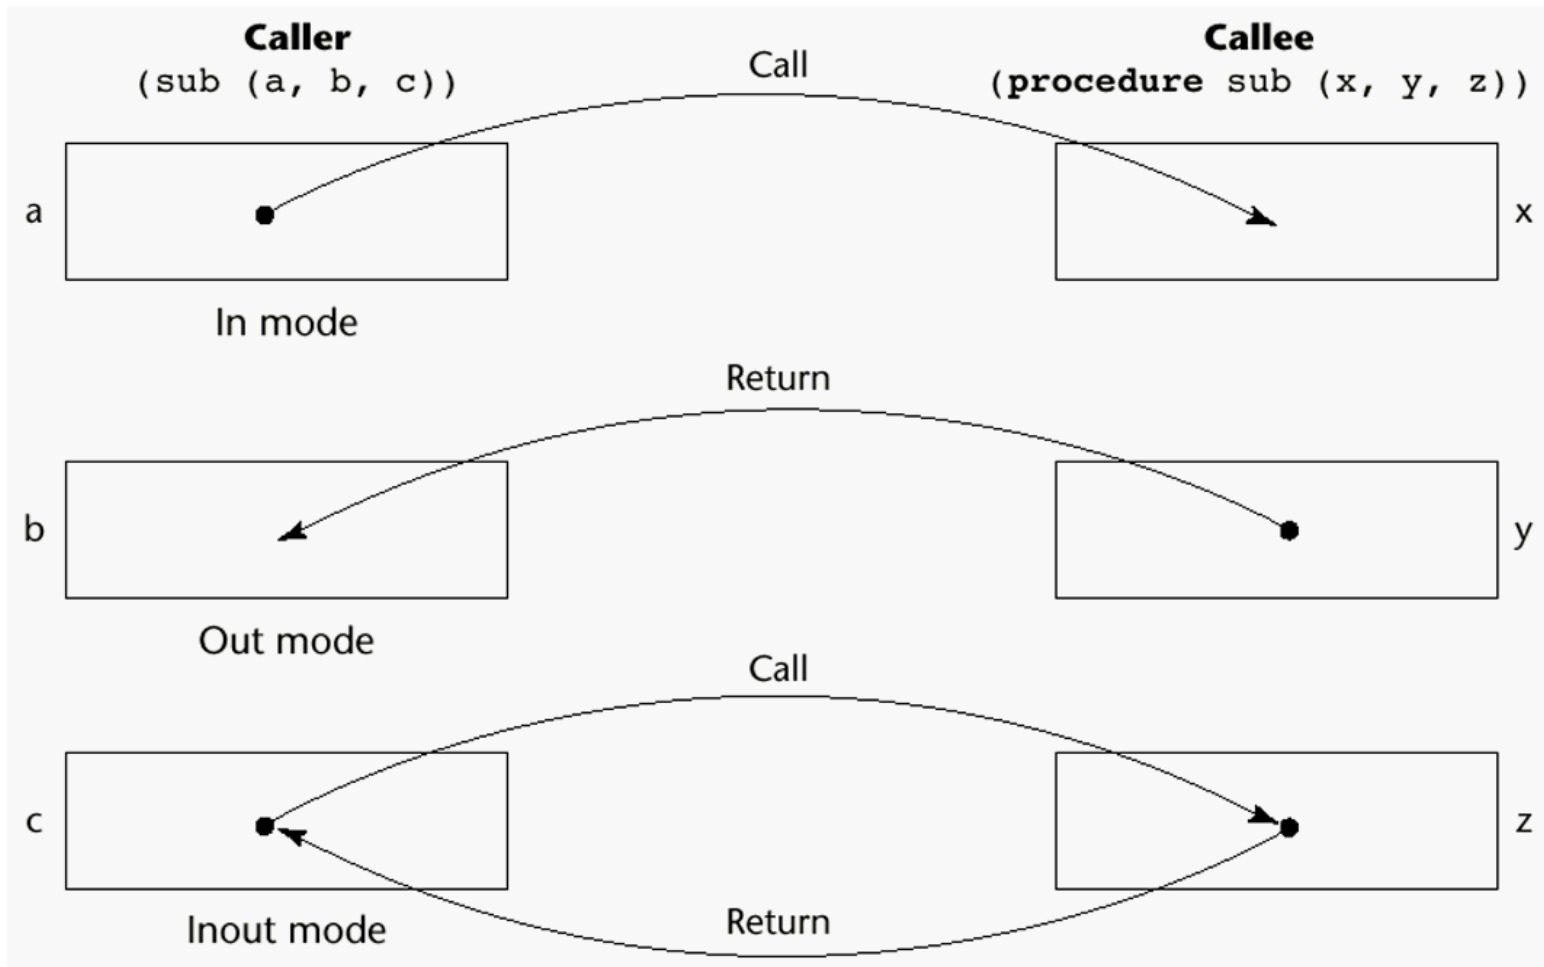 Caller
(sub (a, b, c))
Call
Callee
(procedure sub (x, y, z))
a
x
In mode
Return
b
y
Out mode
Call
c
z
Inout mode
Return